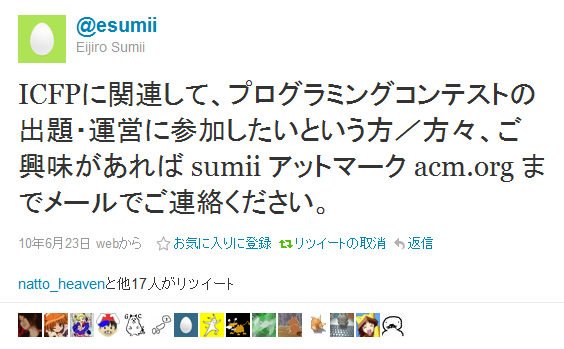 @esumii
Eijiro Sumii
ICFPに関連して、プログラミングコンテストの
出題・運営に参加したいという方／方々、ご
興味があれば sumii アットマーク acm.org ま
でメールでご連絡ください。
10年6月23日 webから お気に入りに登録 リツイートの取消 返信
natto_heavenと他17人がリツイート